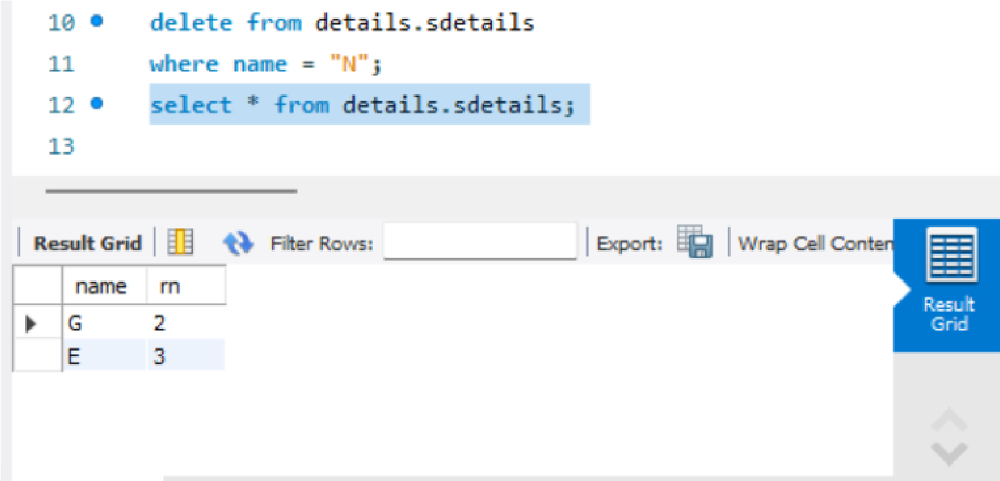 10 delete from details.sdetails
11 where name = "N";
12 select * from details.sdetails;
13
Result Grid Filter Rows: Export: Wrap Cell Conten
name rn
G 2
E 3
Result
Grid